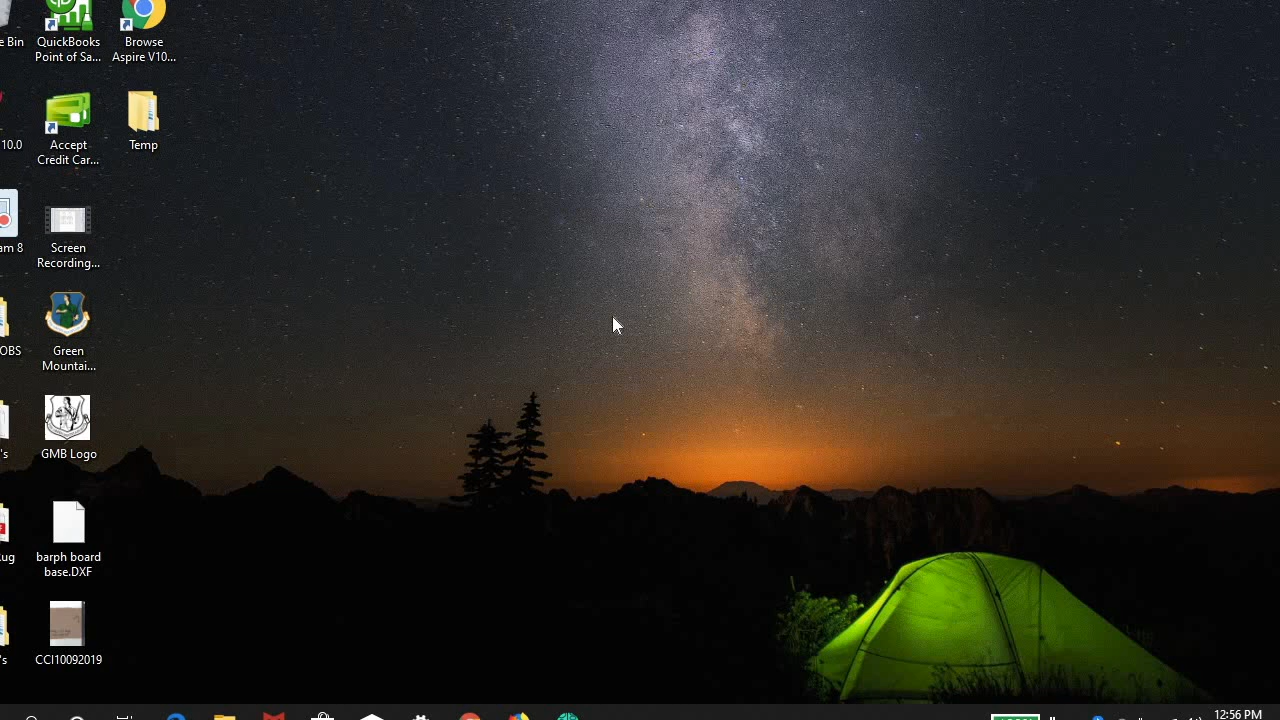 e Bin
QuickBooks
Point of Sa...
Browse
Aspire V10...
10.0
Accept
Credit Car...
Temp
am 8
Screen
Recording...
OBS
Green
Mountai...
's
GMB Logo
ug
barph board
base.DXF
's
CCI10092019
12:56 PM